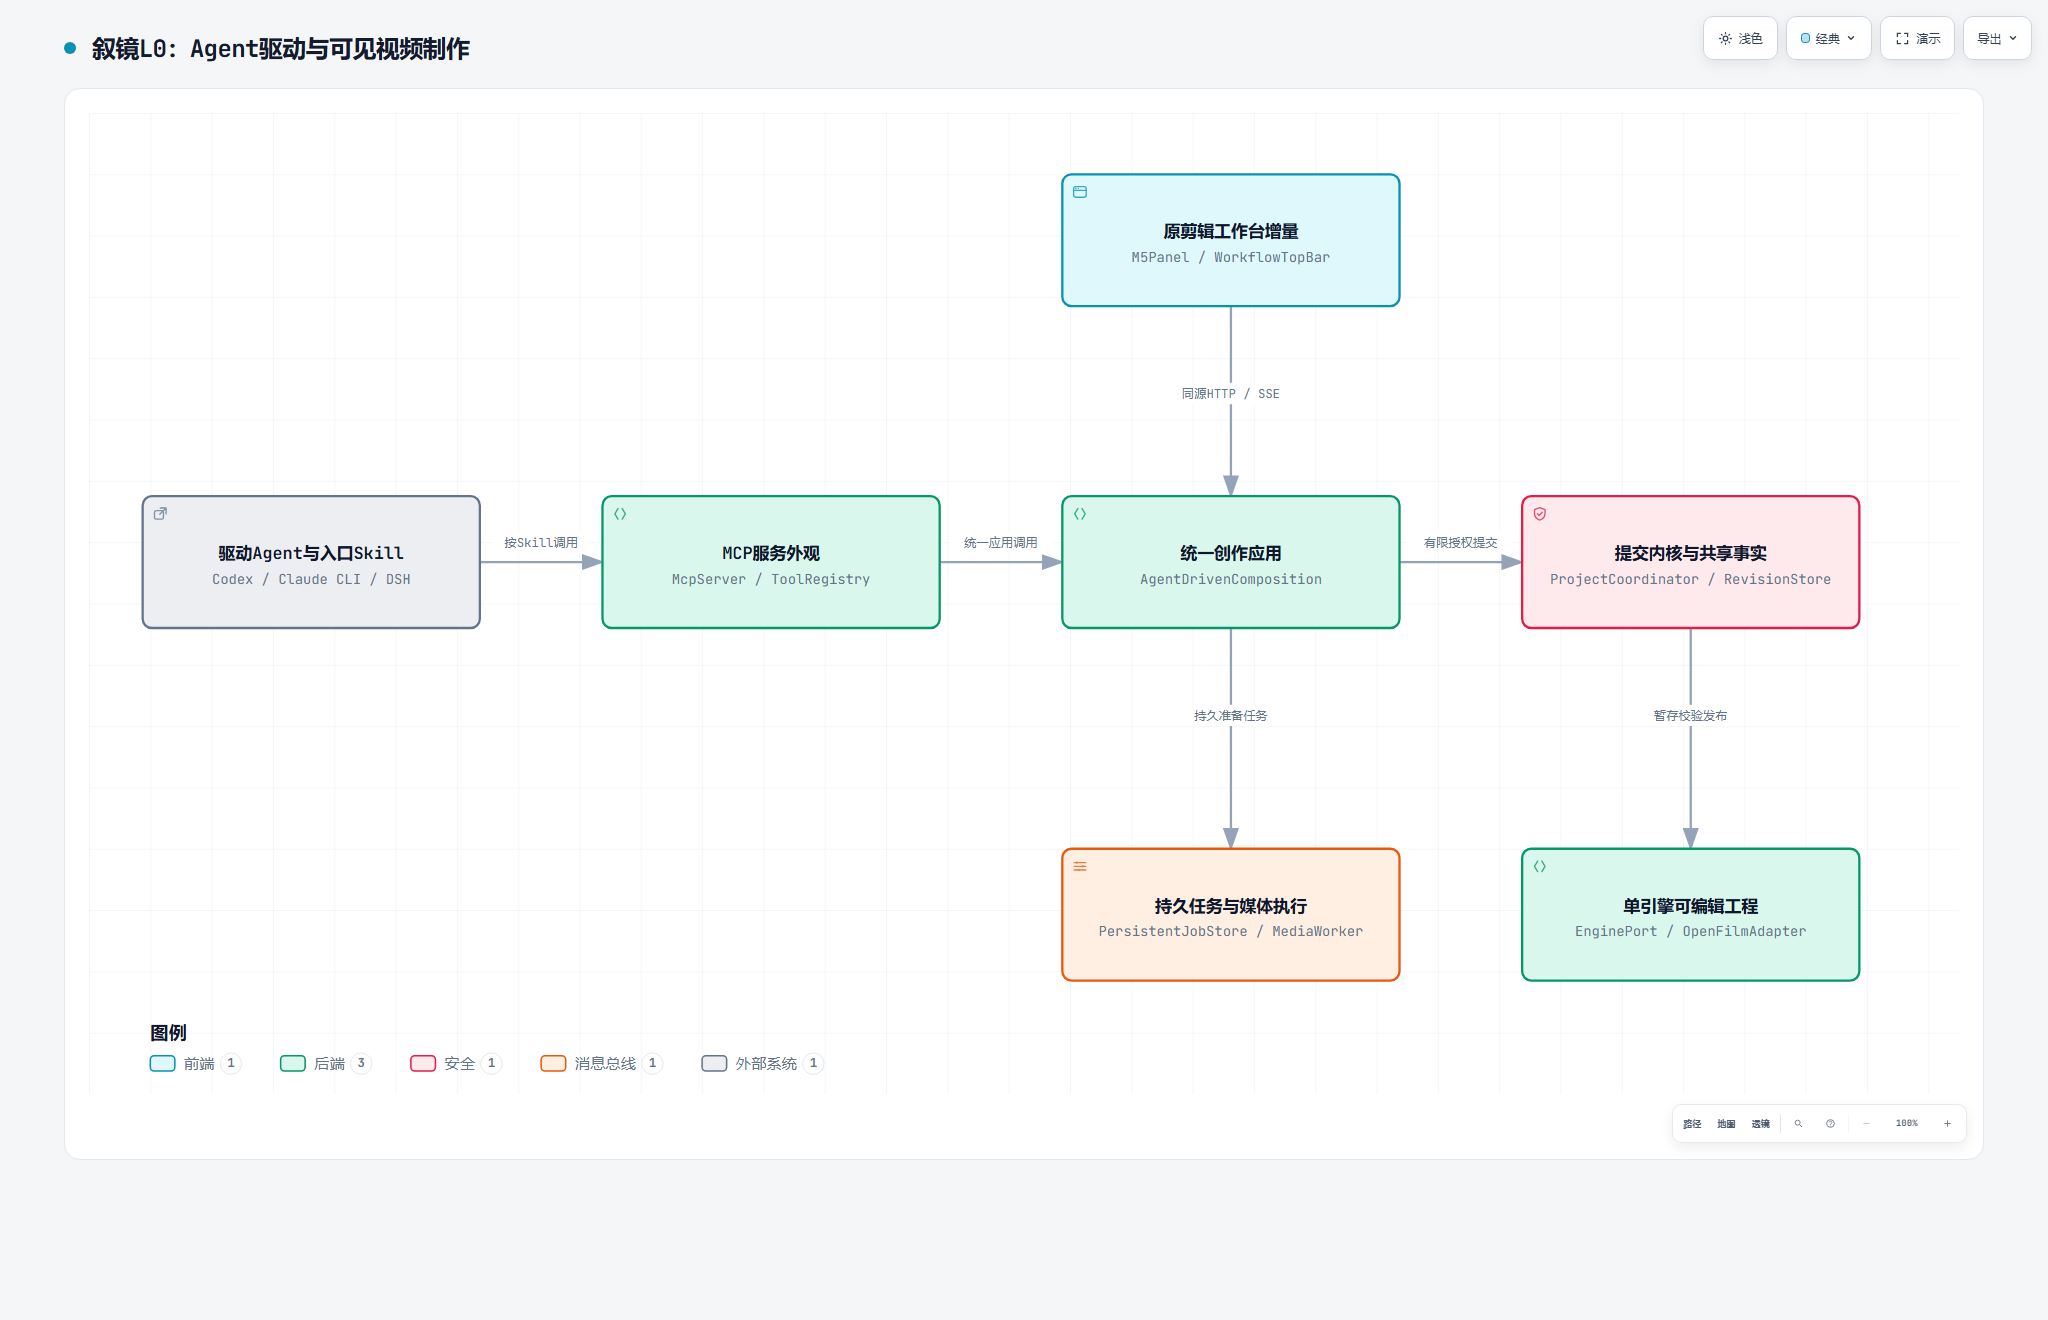 叙镜L0：Agent驱动与可见视频制作
浅色
经典
演示
导出
原剪辑工作台增量
M5Panel / WorkflowTopBar
同源HTTP / SSE
驱动Agent与入口Skill
Codex / Claude CLI / DSH
按Skill调用
MCP服务外观
McpServer / ToolRegistry
统一应用调用
统一创作应用
AgentDrivenComposition
有限授权提交
提交内核与共享事实
ProjectCoordinator / RevisionStore
持久准备任务
暂存校验发布
持久任务与媒体执行
PersistentJobStore / MediaWorker
单引擎可编辑工程
EnginePort / OpenFilmAdapter
图例
前端 1
后端 3
安全 1
消息总线 1
外部系统 1
路径 地图 透镜 100%